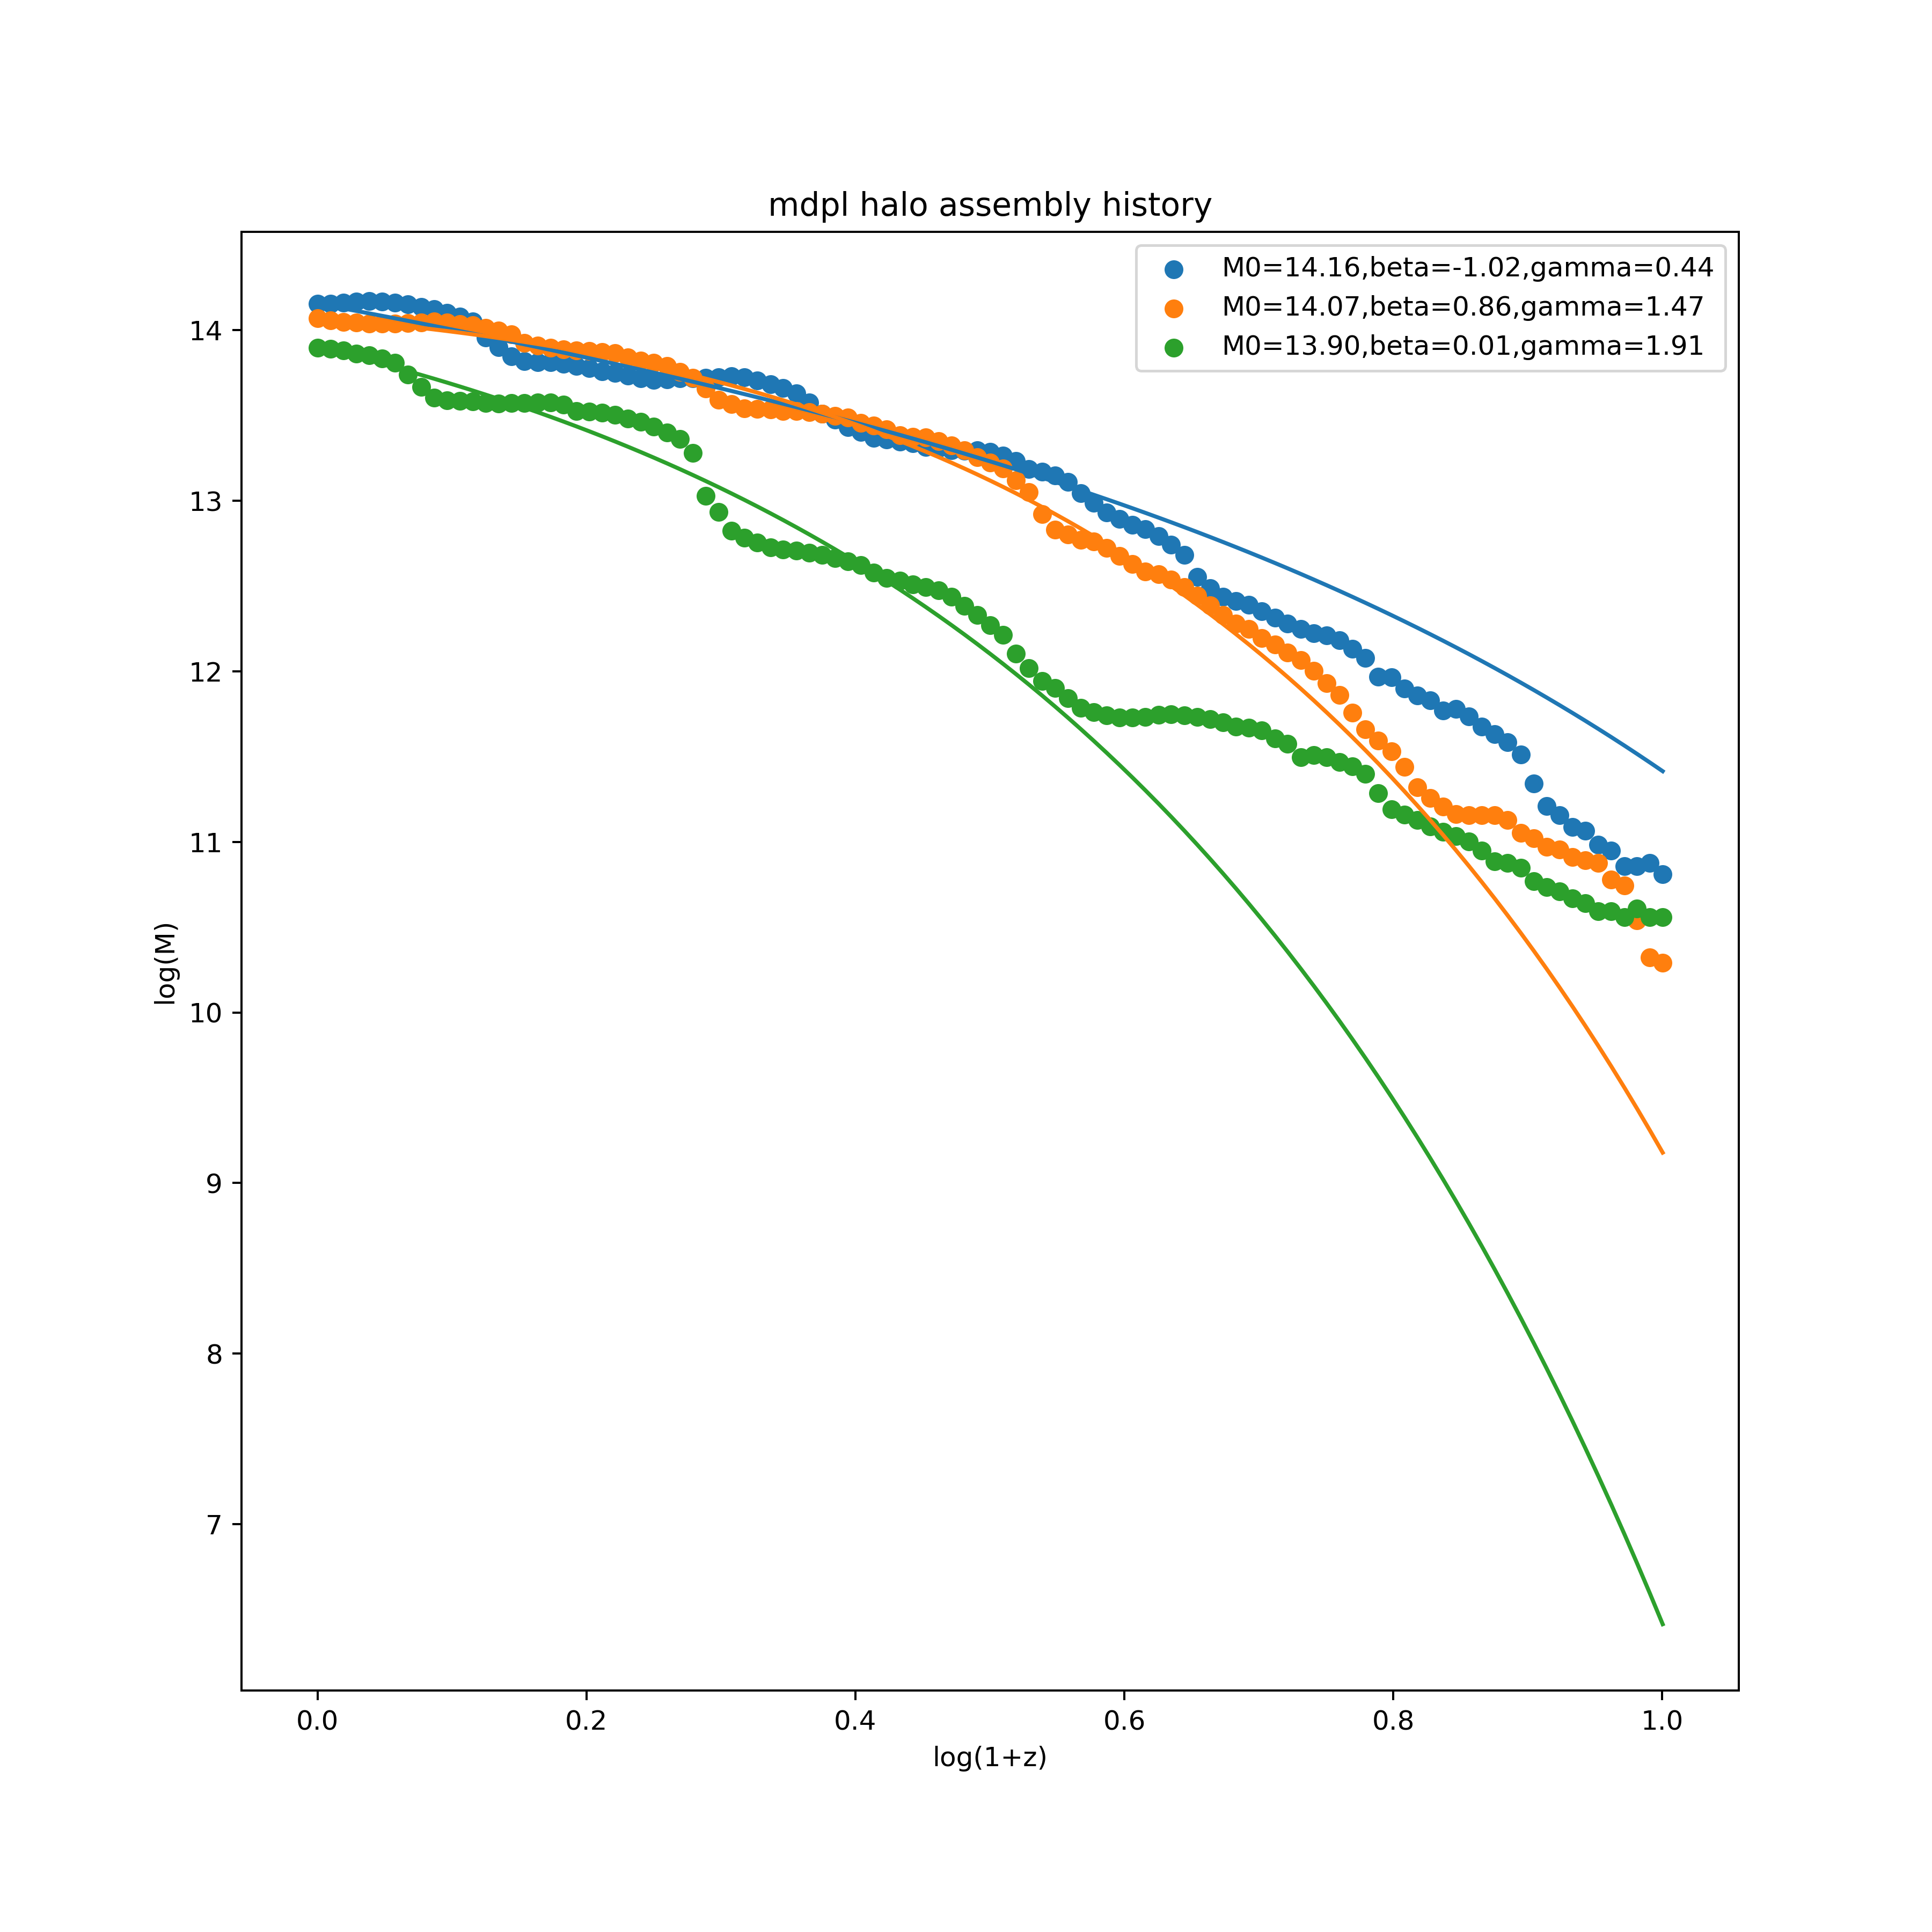 mdpl halo assembly history
M0=14.16,beta=-1.02,gamma=0.44
M0=14.07,beta=0.86,gamma=1.47
M0=13.90,beta=0.01,gamma=1.91
log(M)
14
13
12
11
10
9
8
7
0.0 0.2 0.4 0.6 0.8 1.0
log(1+z)